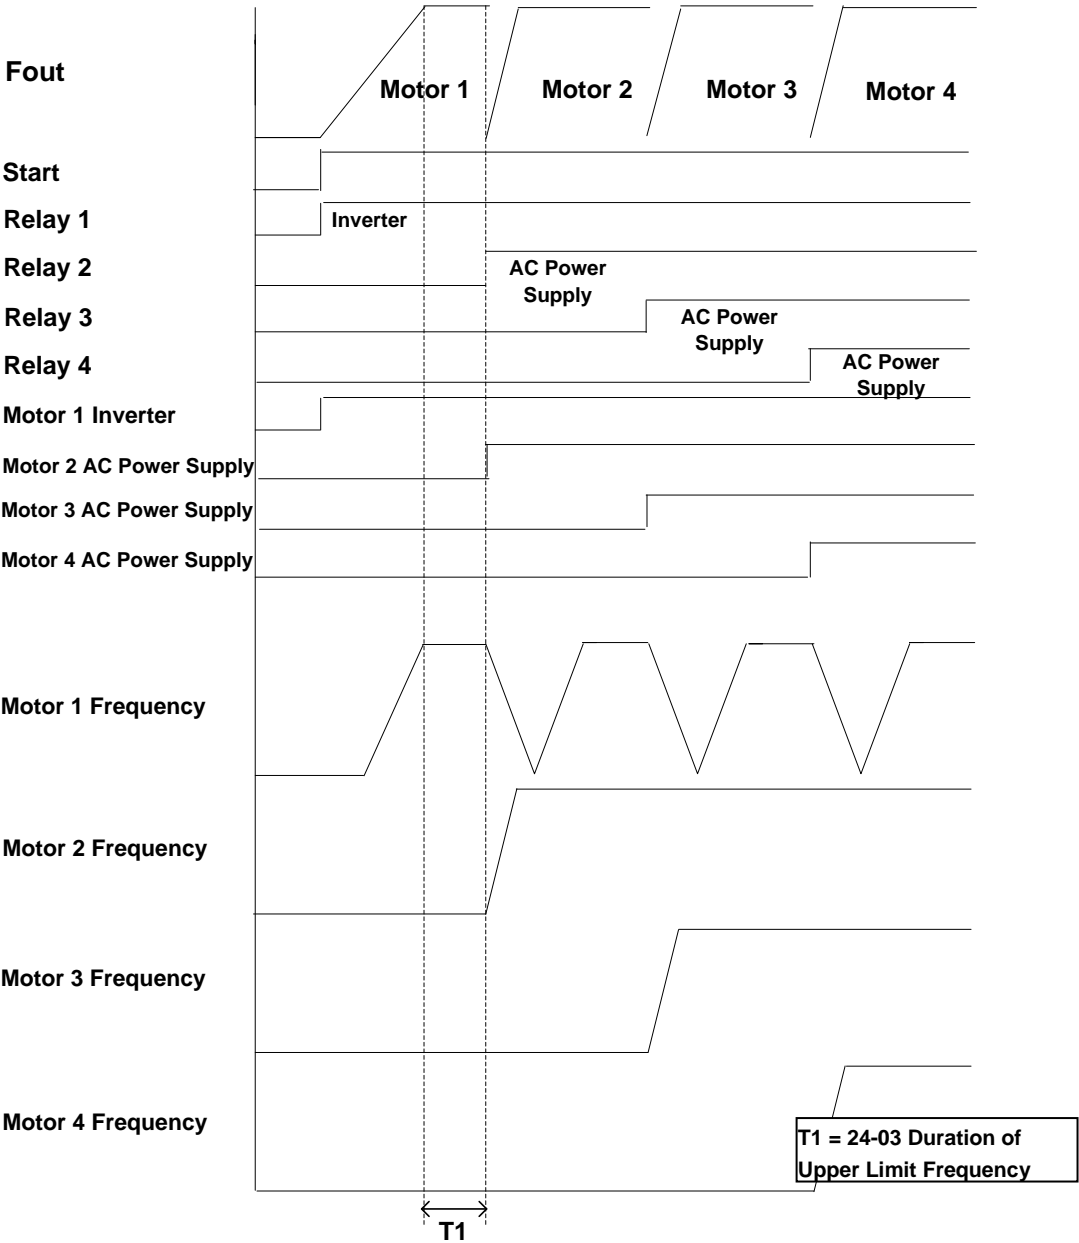 Fout
Motor 1
Motor 2
Motor 3
Motor 4
Start
Relay 1
Inverter
Relay 2
AC Power
Supply
Relay 3
AC Power
Supply
Relay 4
AC Power
Supply
Motor 1 Inverter
Motor 2 AC Power Supply
Motor 3 AC Power Supply
Motor 4 AC Power Supply
Motor 1 Frequency
Motor 2 Frequency
Motor 3 Frequency
Motor 4 Frequency
T1 = 24-03 Duration of
Upper Limit Frequency
T1